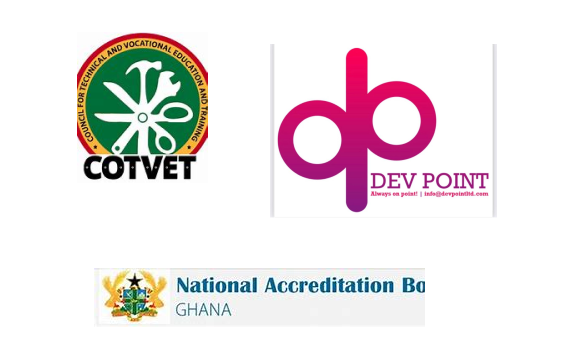 COUNCIL FOR TECHNICAL AND VOCATIONAL EDUCATION AND TRAINING
COTVET
DEV POINT
Always on point! | info@devpointltd.com
National Accreditation Bo
GHANA